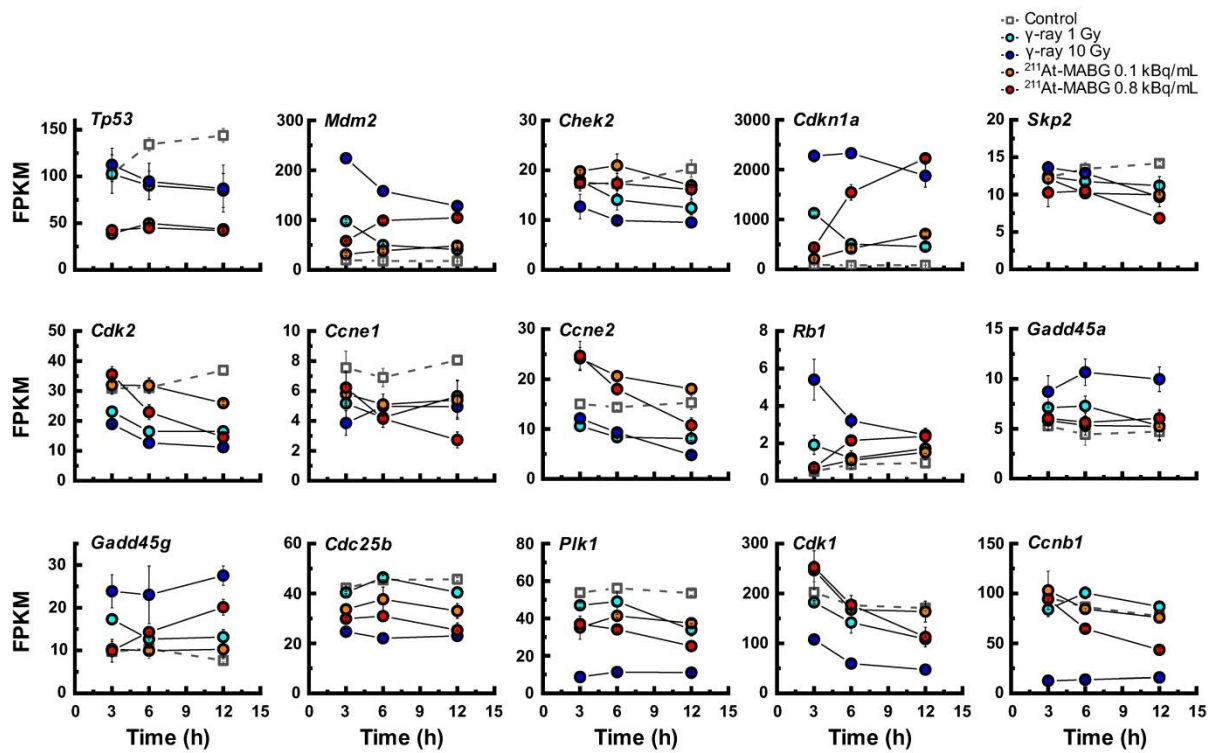 Control
γ-ray 1 Gy
γ-ray 10 Gy
²¹¹At-MABG 0.1 kBq/mL
²¹¹At-MABG 0.8 kBq/mL
Tp53
FPKM
150
100
50
0
Mdm2
300
200
100
0
Chek2
30
20
10
0
Cdkn1a
3000
2000
1000
0
Skp2
20
15
10
5
0
Cdk2
FPKM
50
40
30
20
10
0
Ccne1
8
6
4
2
0
Ccne2
30
20
10
0
Rb1
8
6
4
2
0
Gadd45a
15
10
5
0
Gadd45g
FPKM
30
20
10
0
0 3 6 9 12 15
Time (h)
Cdc25b
60
40
20
0
0 3 6 9 12 15
Time (h)
Plk1
80
60
40
20
0
0 3 6 9 12 15
Time (h)
Cdk1
300
200
100
0
0 3 6 9 12 15
Time (h)
Ccnb1
150
100
50
0
0 3 6 9 12 15
Time (h)